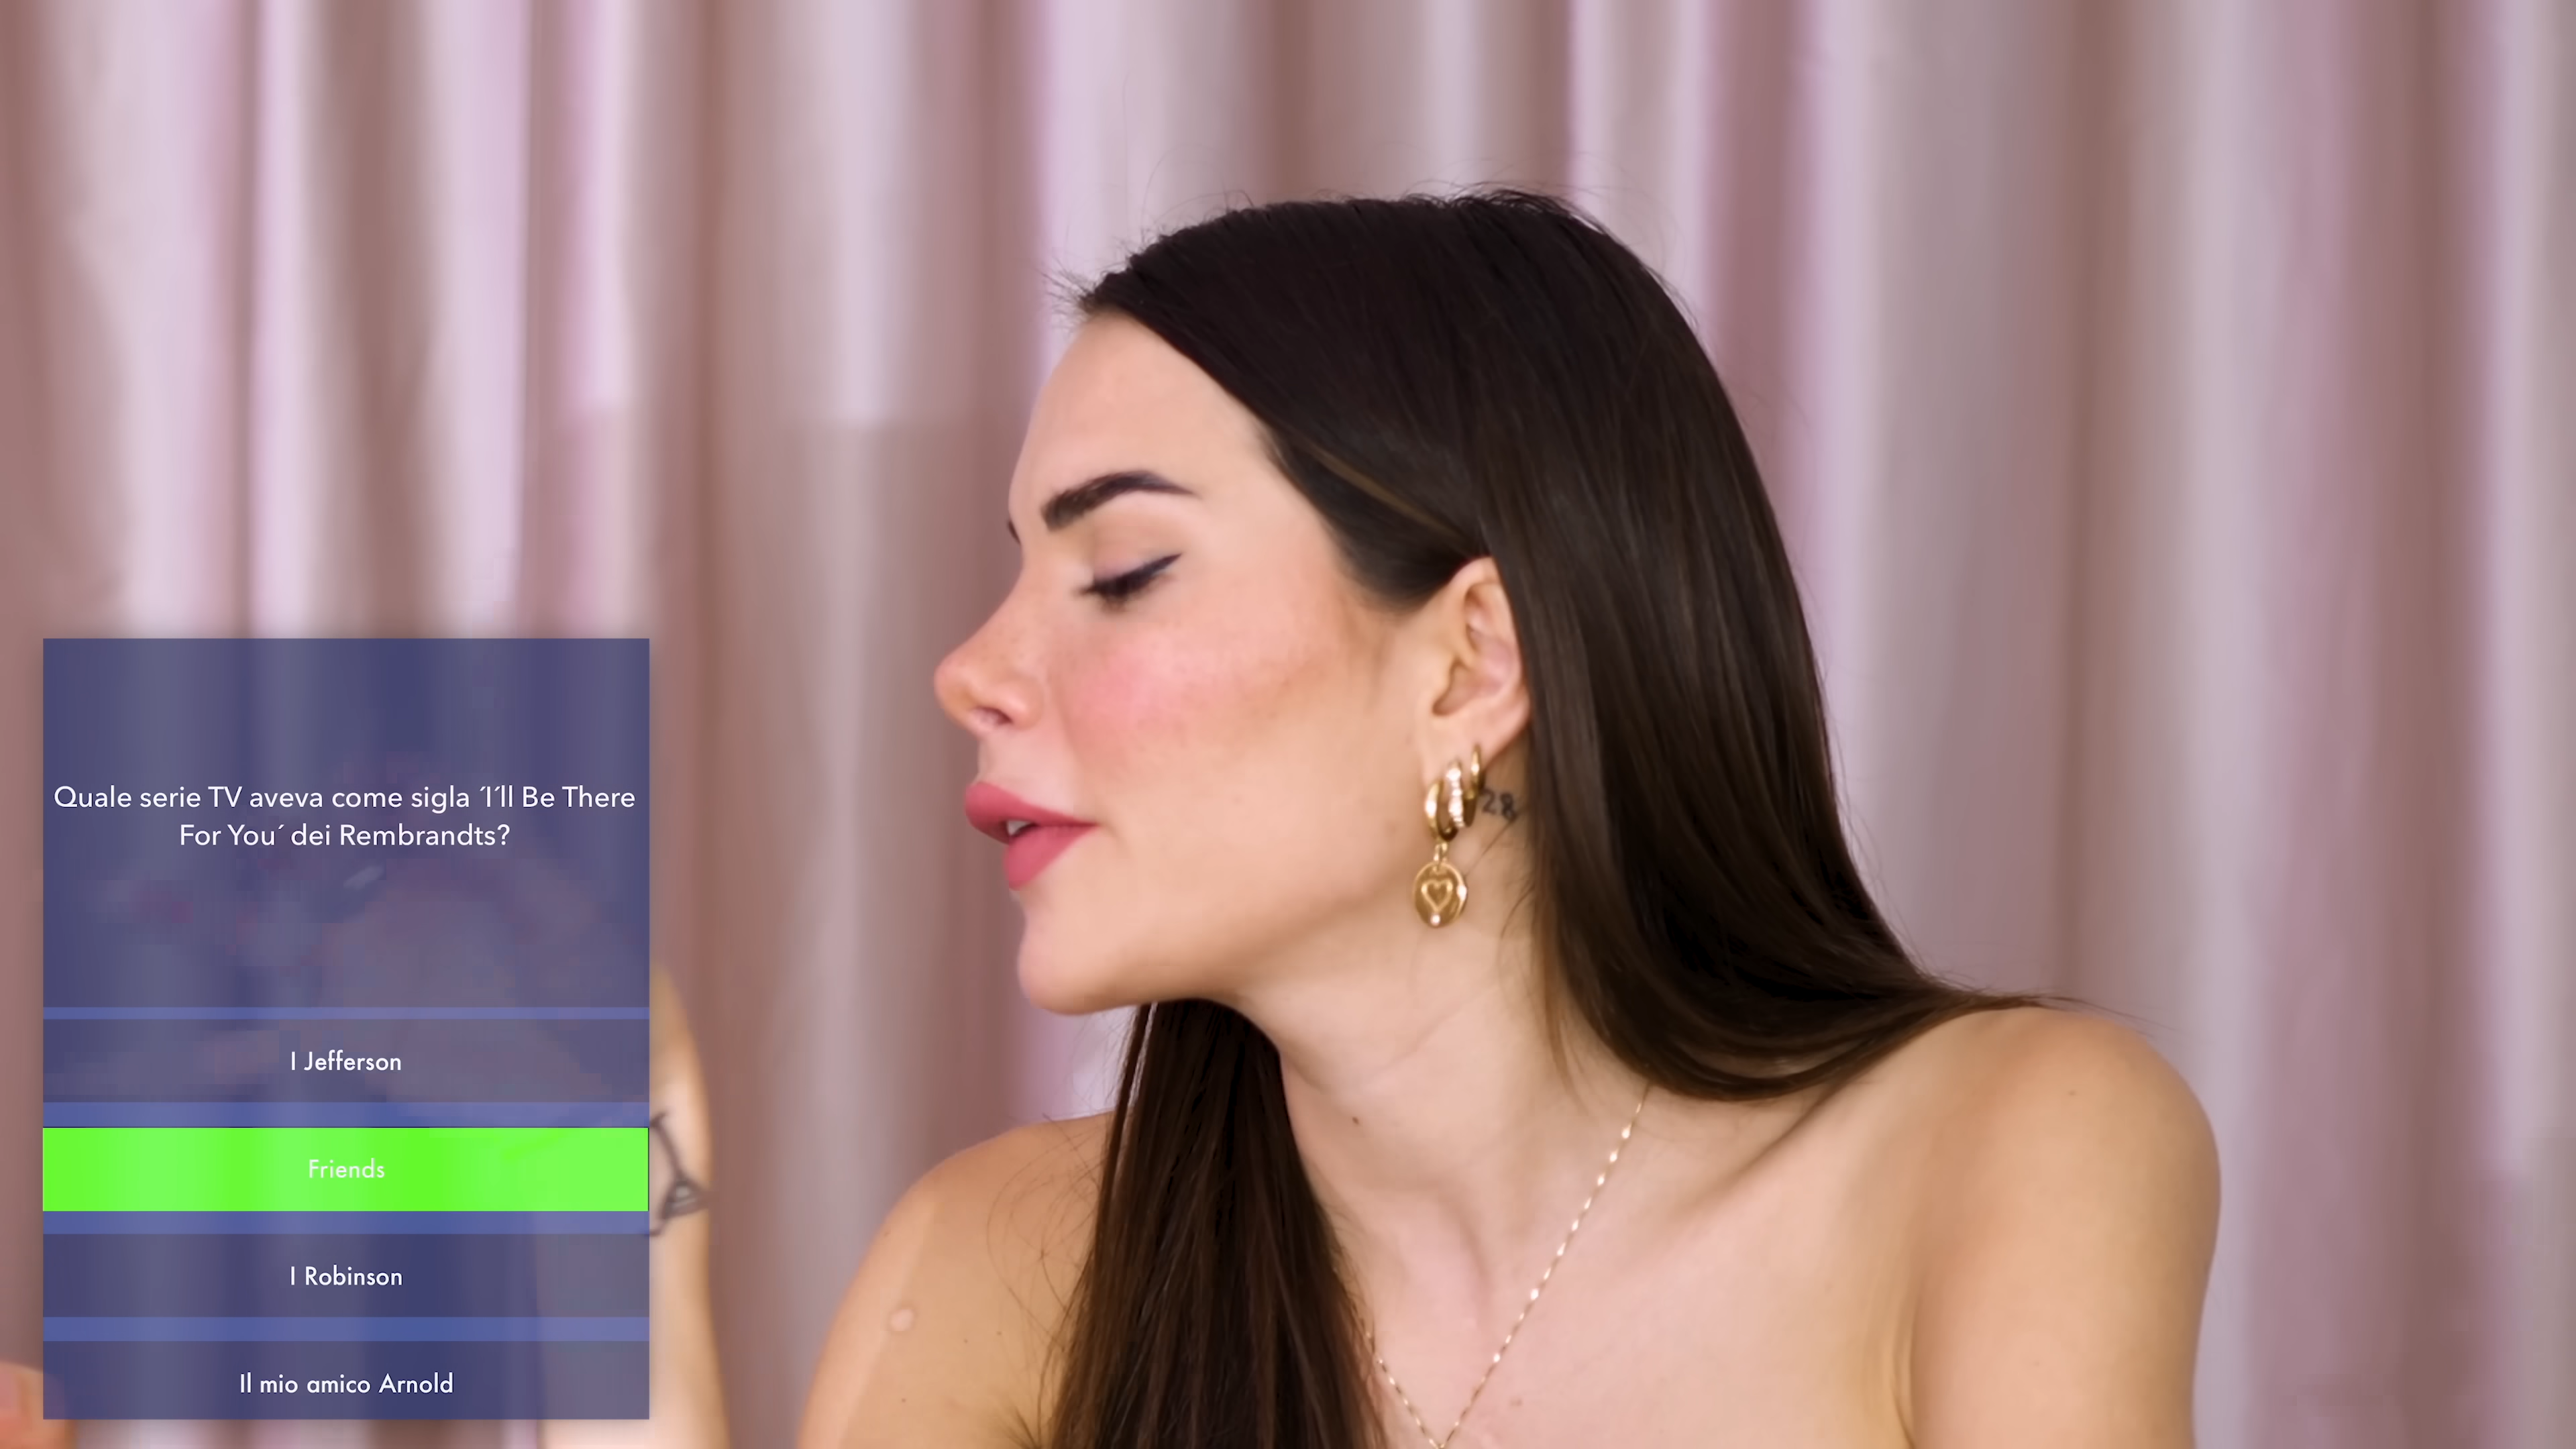 Quale serie TV aveva come sigla ´I´ll Be There
For You´ dei Rembrandts?
I Jefferson
Friends
I Robinson
Il mio amico Arnold
28